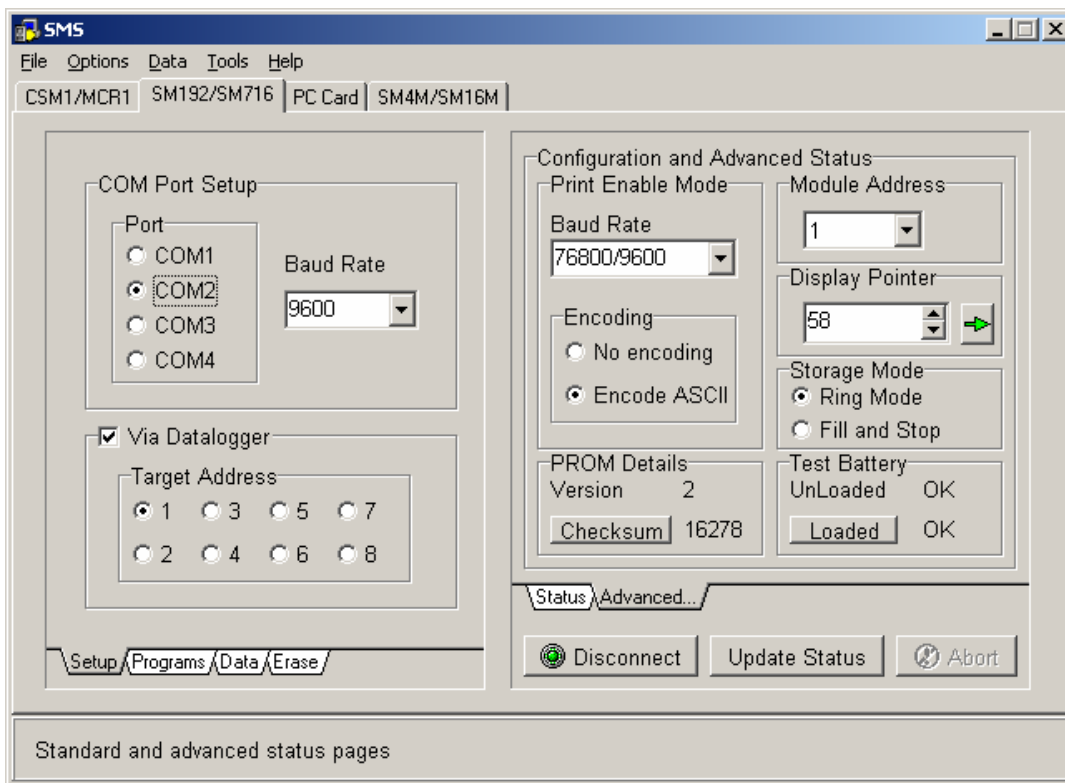 SMS
File Options Data Tools Help
CSM1/MCR1 SM192/SM716 PC Card SM4M/SM16M
COM Port Setup
Port
COM1
COM2
COM3
COM4
Baud Rate
9600
Via Datalogger
Target Address
1 3 5 7
2 4 6 8
Setup Programs Data Erase
Configuration and Advanced Status
Print Enable Mode
Baud Rate
76800/9600
Encoding
No encoding
Encode ASCII
Module Address
1
Display Pointer
58
Storage Mode
Ring Mode
Fill and Stop
PROM Details
Version 2
Checksum 16278
Test Battery
UnLoaded OK
Loaded OK
Status Advanced...
Disconnect Update Status Abort
Standard and advanced status pages